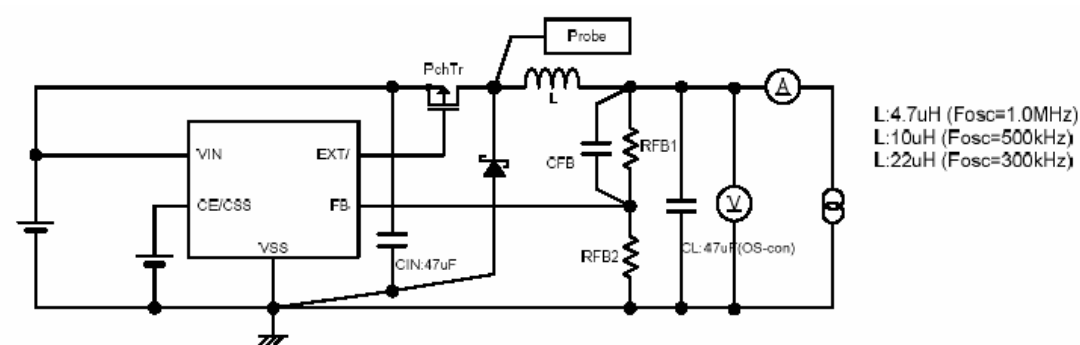 Probe
PchTr
L
A
L:4.7uH (Fosc=1.0MHz)
L:10uH (Fosc=500kHz)
L:22uH (Fosc=300kHz)
VIN
EXT/
CFB
RFB1
CE/CSS
FB
V
VSS
CIN:47uF
RFB2
CL:47uF(OS-con)